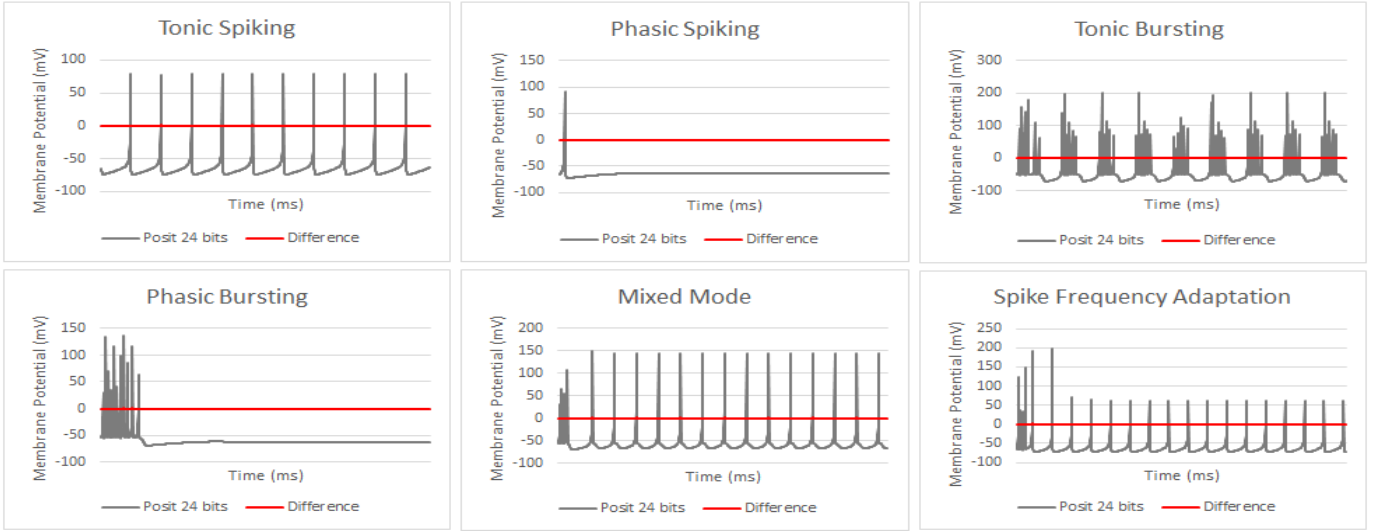 Tonic Spiking
Membrane Potential (mV)
100
50
0
-50
-100
Time (ms)
Posit 24 bits Difference
Phasic Spiking
Membrane Potential (mV)
150
100
50
0
-50
-100
Time (ms)
Posit 24 bits Difference
Tonic Bursting
Membrane Potential (mV)
300
200
100
0
-100
Time (ms)
Posit 24 bits Difference
Phasic Bursting
Membrane Potential (mV)
150
100
50
0
-50
-100
Time (ms)
Posit 24 bits Difference
Mixed Mode
Membrane Potential (mV)
200
150
100
50
0
-50
-100
Time (ms)
Posit 24 bits Difference
Spike Frequency Adaptation
Membrane Potential (mV)
250
200
150
100
50
0
-50
-100
Time (ms)
Posit 24 bits Difference